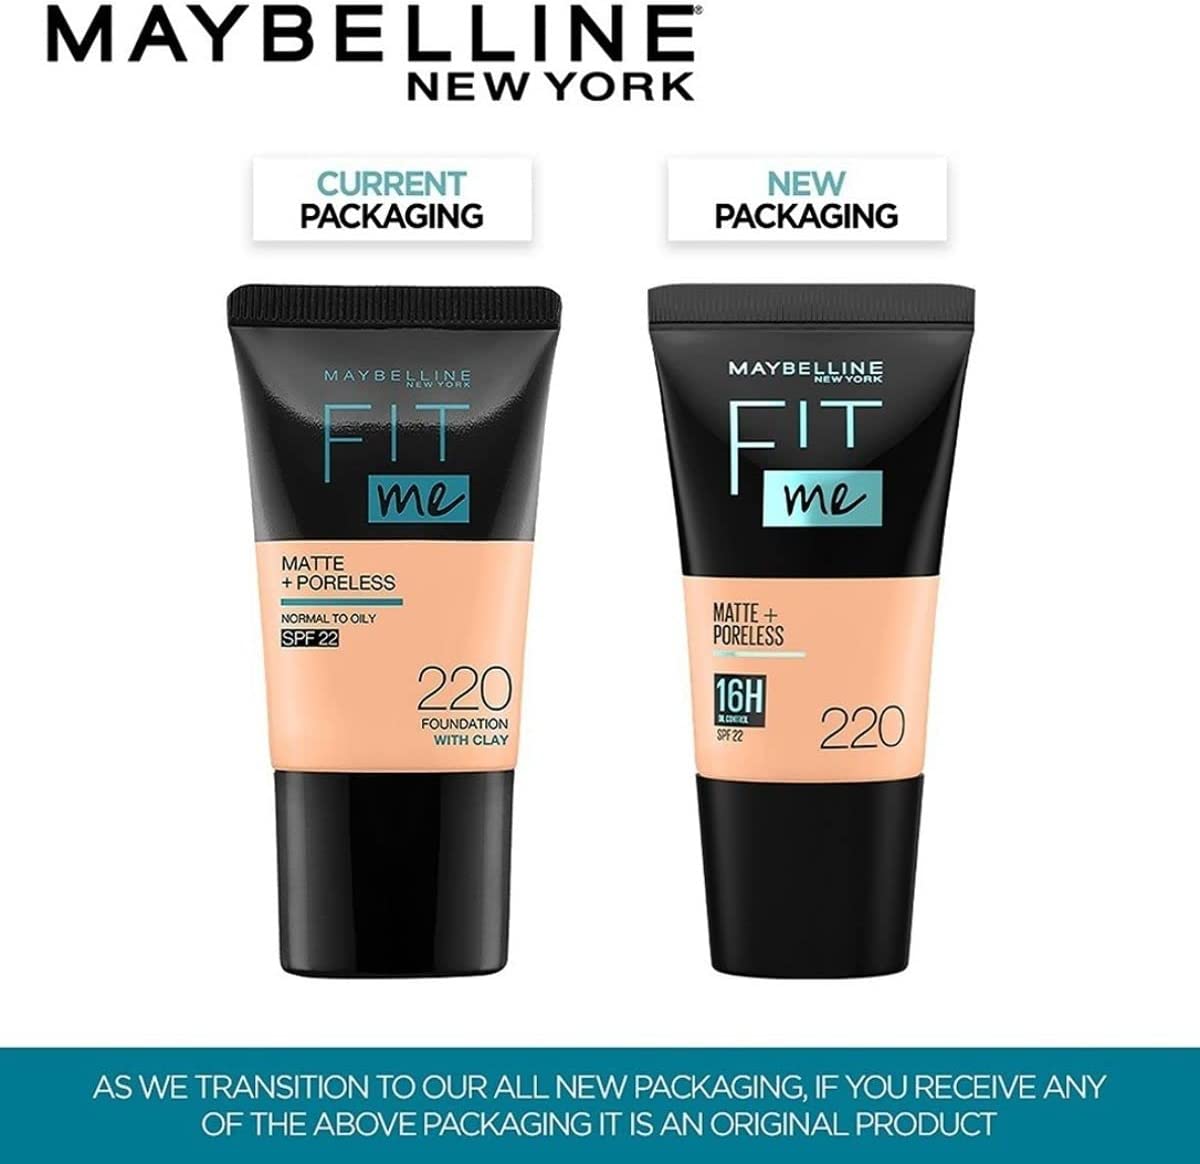 MAYBELLINE®
NEW YORK
CURRENT
PACKAGING
NEW
PACKAGING
MAYBELLINE
NEW YORK
FIT
me
MATTE
+ PORELESS
NORMAL TO OILY
SPF 22
220
FOUNDATION
WITH CLAY
MAYBELLINE
NEW YORK
FIT
me
MATTE +
PORELESS
16H
OIL CONTROL
SPF 22
220
AS WE TRANSITION TO OUR ALL NEW PACKAGING, IF YOU RECEIVE ANY
OF THE ABOVE PACKAGING IT IS AN ORIGINAL PRODUCT